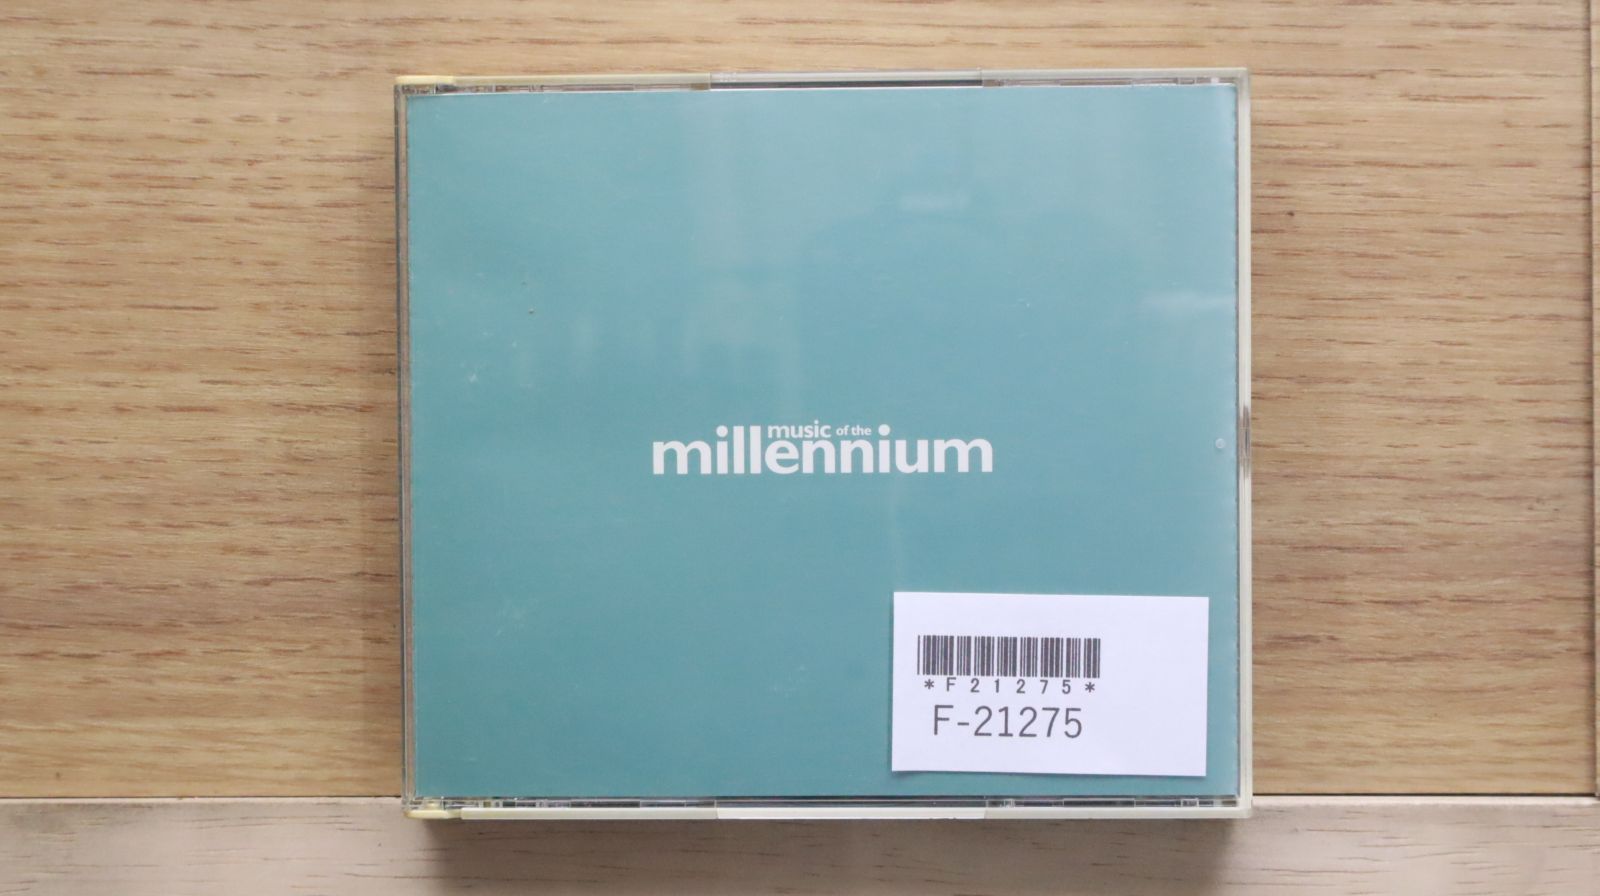 music of the
millennium
*F21275*
F-21275